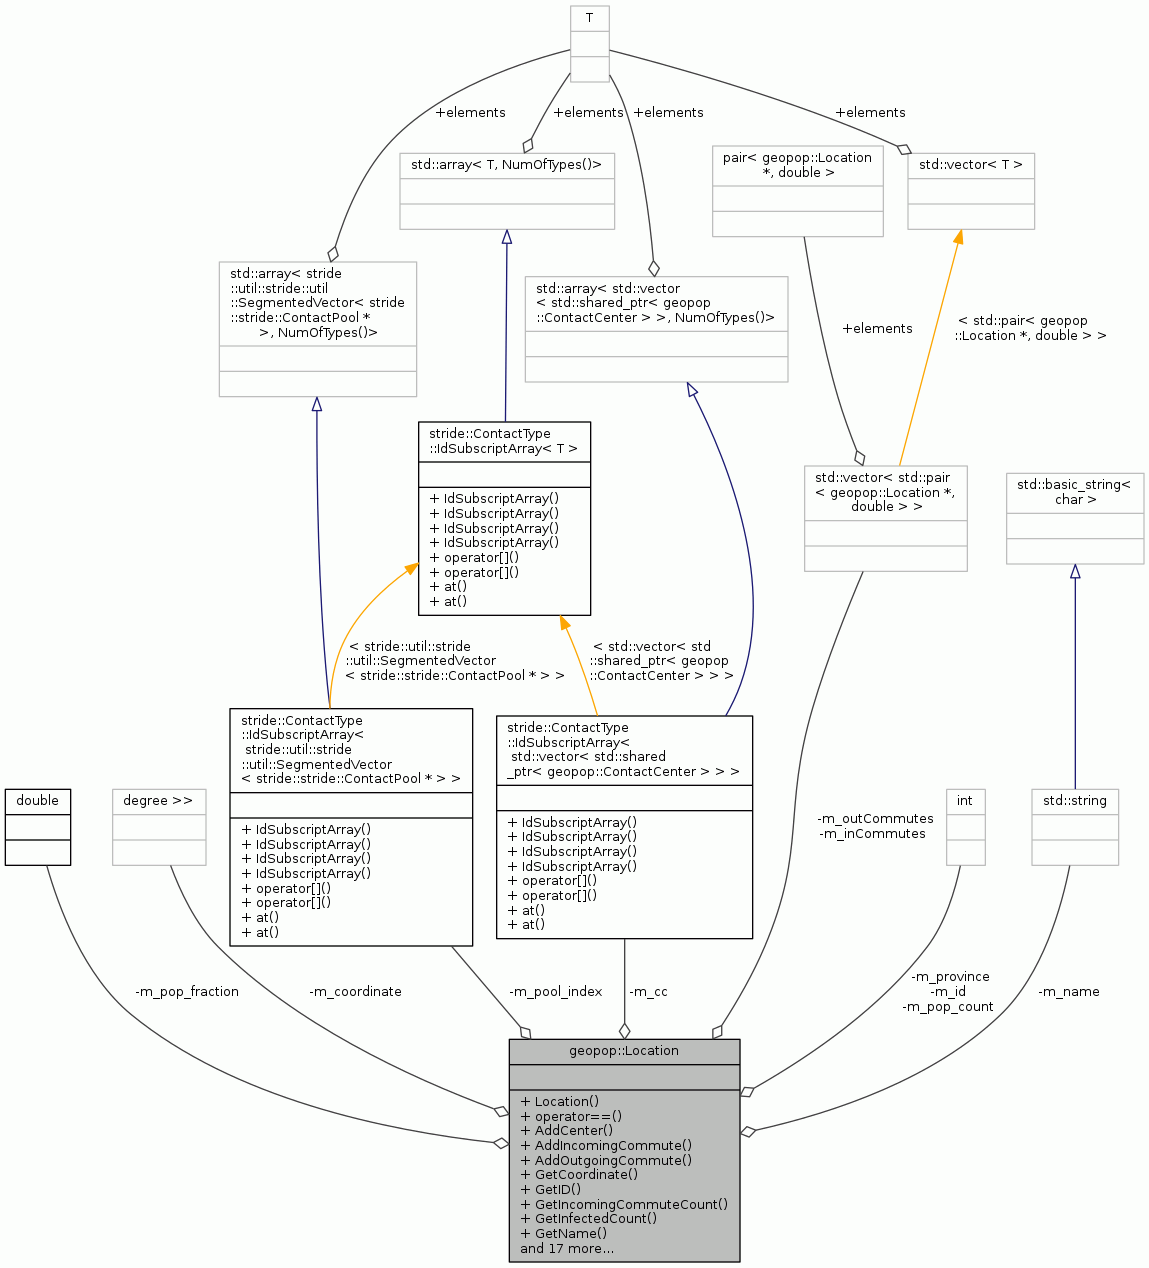 T
+elements
+elements
+elements
+elements
std::array< T, NumOfTypes()>
pair< geopop::Location
*, double >
std::vector< T >
std::array< stride
::util::stride::util
::SegmentedVector< stride
::stride::ContactPool *
>, NumOfTypes()>
std::array< std::vector
< std::shared_ptr< geopop
::ContactCenter > >, NumOfTypes()>
+elements
< std::pair< geopop
::Location *, double > >
stride::ContactType
::IdSubscriptArray< T >
+ IdSubscriptArray()
+ IdSubscriptArray()
+ IdSubscriptArray()
+ IdSubscriptArray()
+ operator[]()
+ operator[]()
+ at()
+ at()
std::vector< std::pair
< geopop::Location *,
double > >
std::basic_string<
char >
< stride::util::stride
::util::SegmentedVector
< stride::stride::ContactPool * > >
< std::vector< std
::shared_ptr< geopop
::ContactCenter > > >
stride::ContactType
::IdSubscriptArray<
stride::util::stride
::util::SegmentedVector
< stride::stride::ContactPool * > >
+ IdSubscriptArray()
+ IdSubscriptArray()
+ IdSubscriptArray()
+ IdSubscriptArray()
+ operator[]()
+ operator[]()
+ at()
+ at()
stride::ContactType
::IdSubscriptArray<
std::vector< std::shared
_ptr< geopop::ContactCenter > > >
+ IdSubscriptArray()
+ IdSubscriptArray()
+ IdSubscriptArray()
+ IdSubscriptArray()
+ operator[]()
+ operator[]()
+ at()
+ at()
double
degree >>
-m_outCommutes
-m_inCommutes
int
std::string
-m_pop_fraction
-m_coordinate
-m_pool_index
-m_cc
-m_province
-m_id
-m_pop_count
-m_name
geopop::Location
+ Location()
+ operator==()
+ AddCenter()
+ AddIncomingCommute()
+ AddOutgoingCommute()
+ GetCoordinate()
+ GetID()
+ GetIncomingCommuteCount()
+ GetInfectedCount()
+ GetName()
and 17 more...